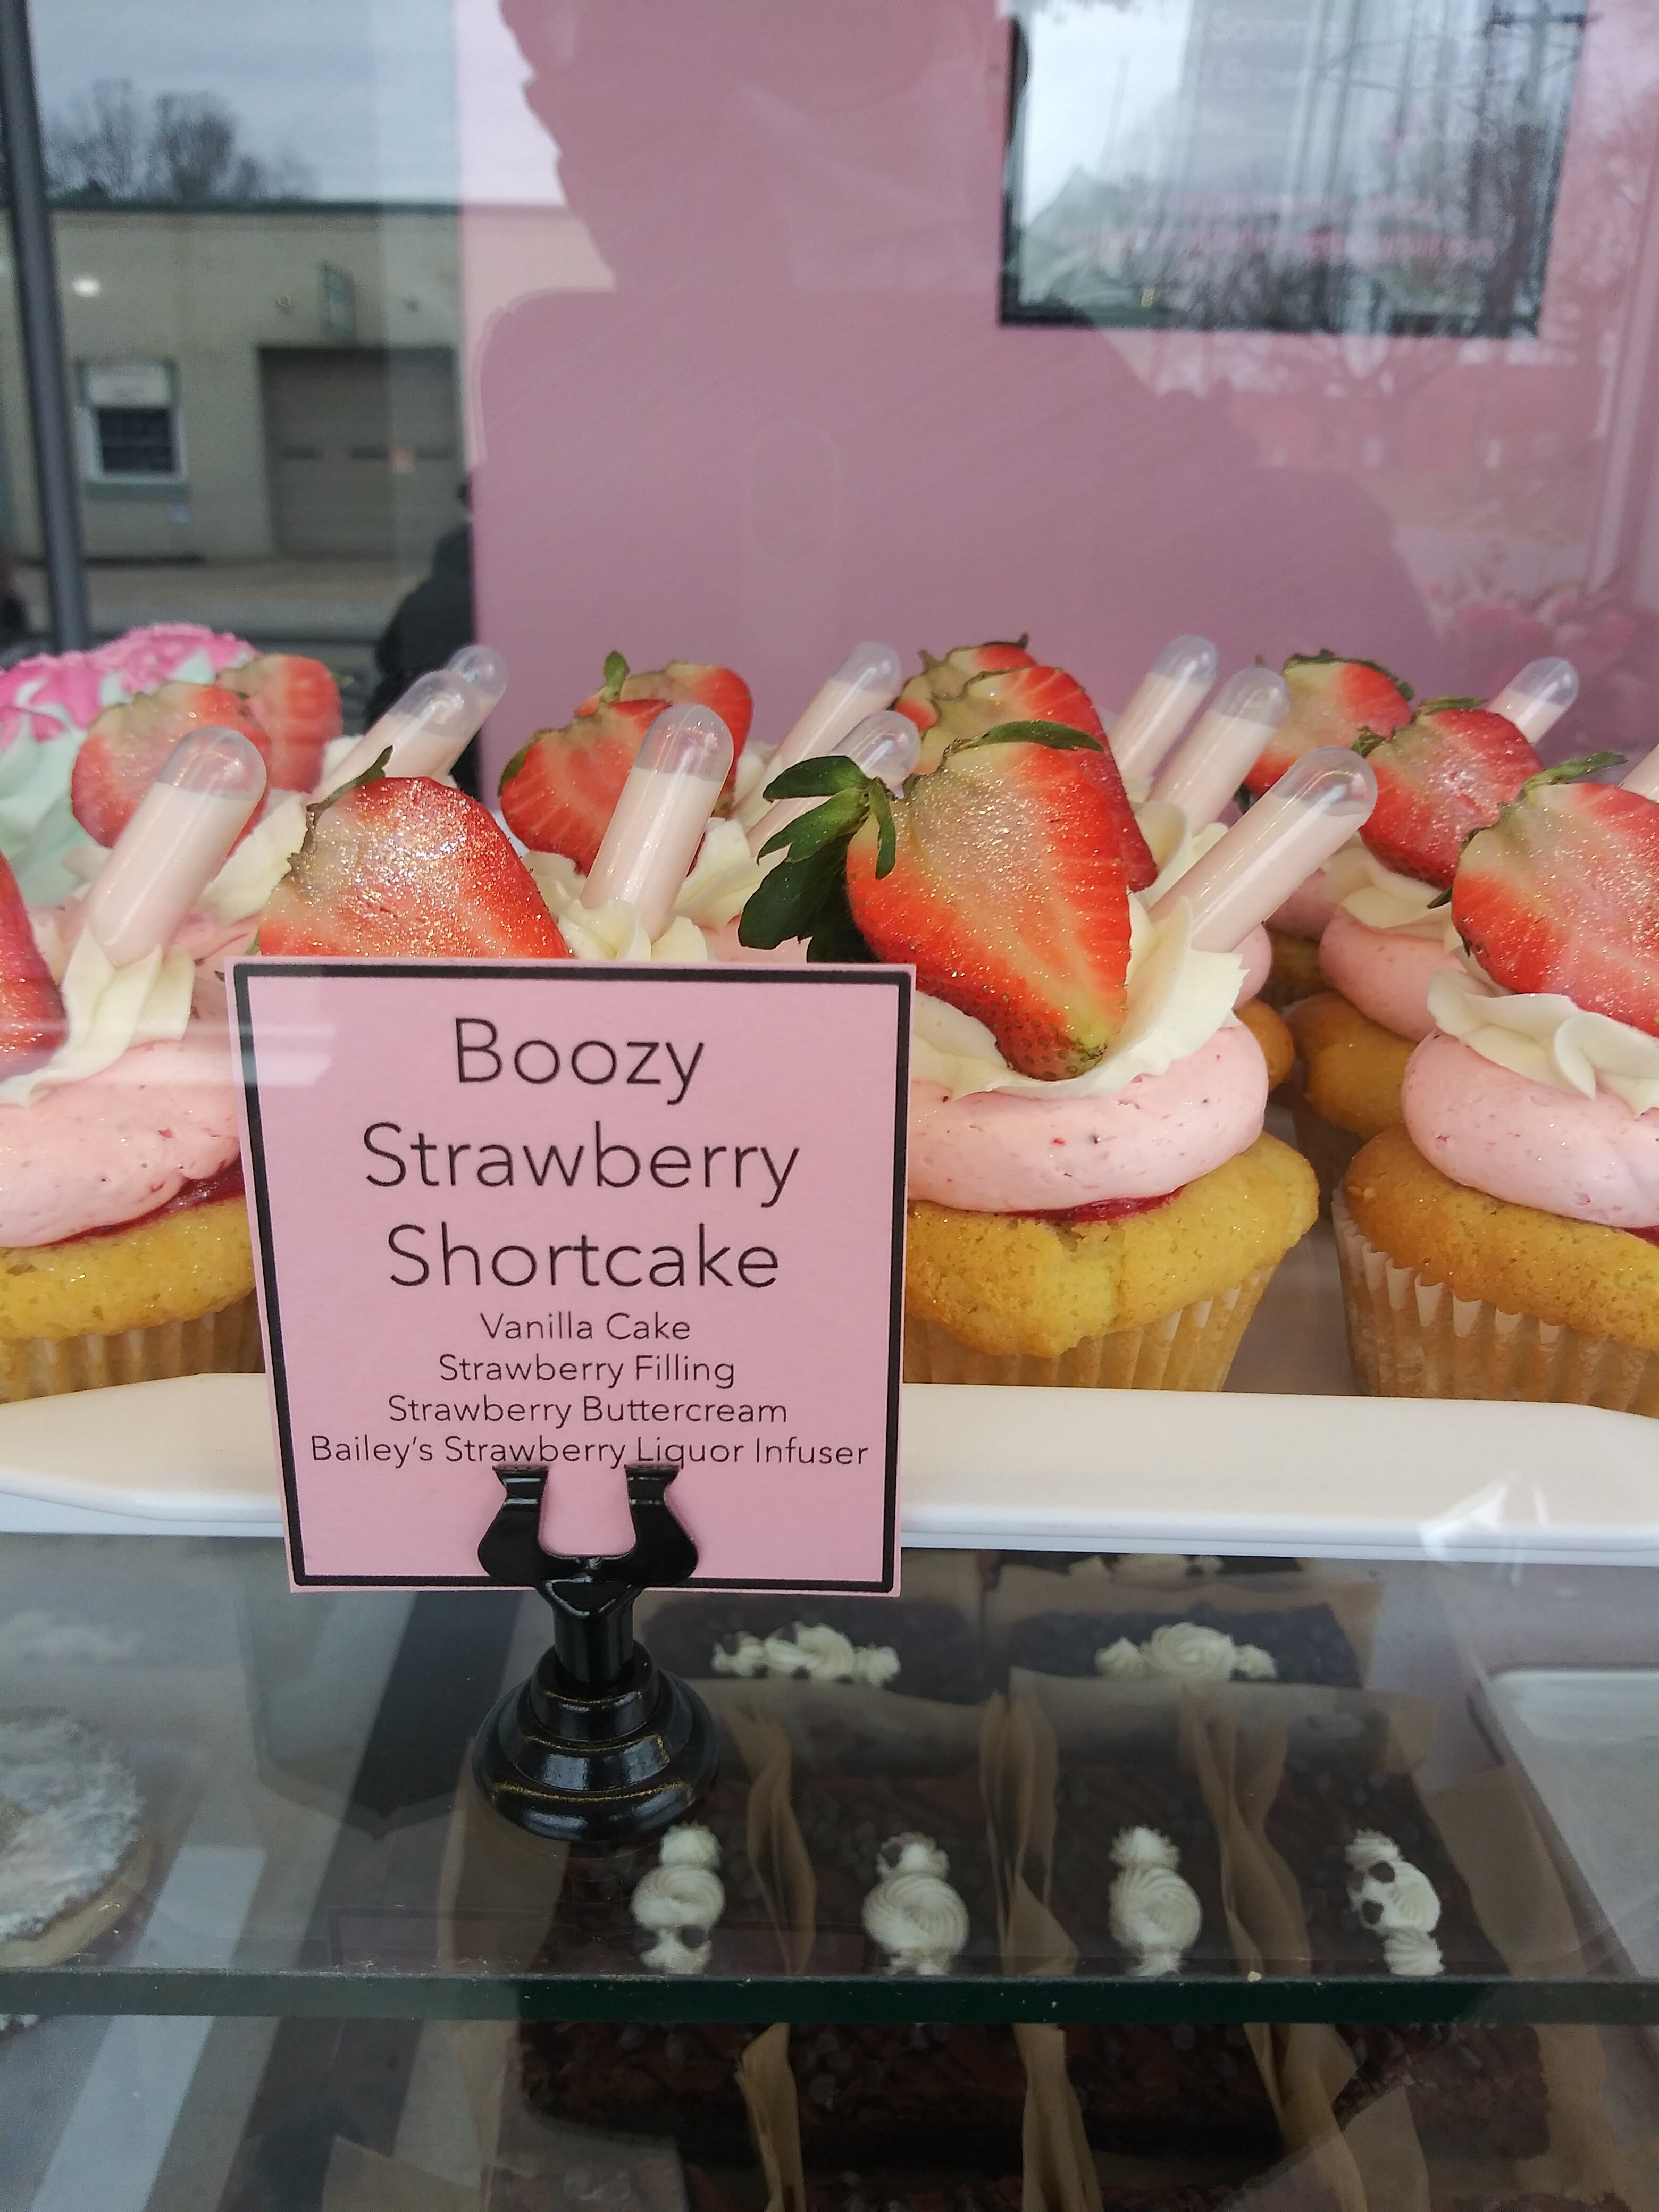 Boozy
Strawberry
Shortcake
Vanilla Cake
Strawberry Filling
Strawberry Buttercream
Bailey's Strawberry Liquor Infuser